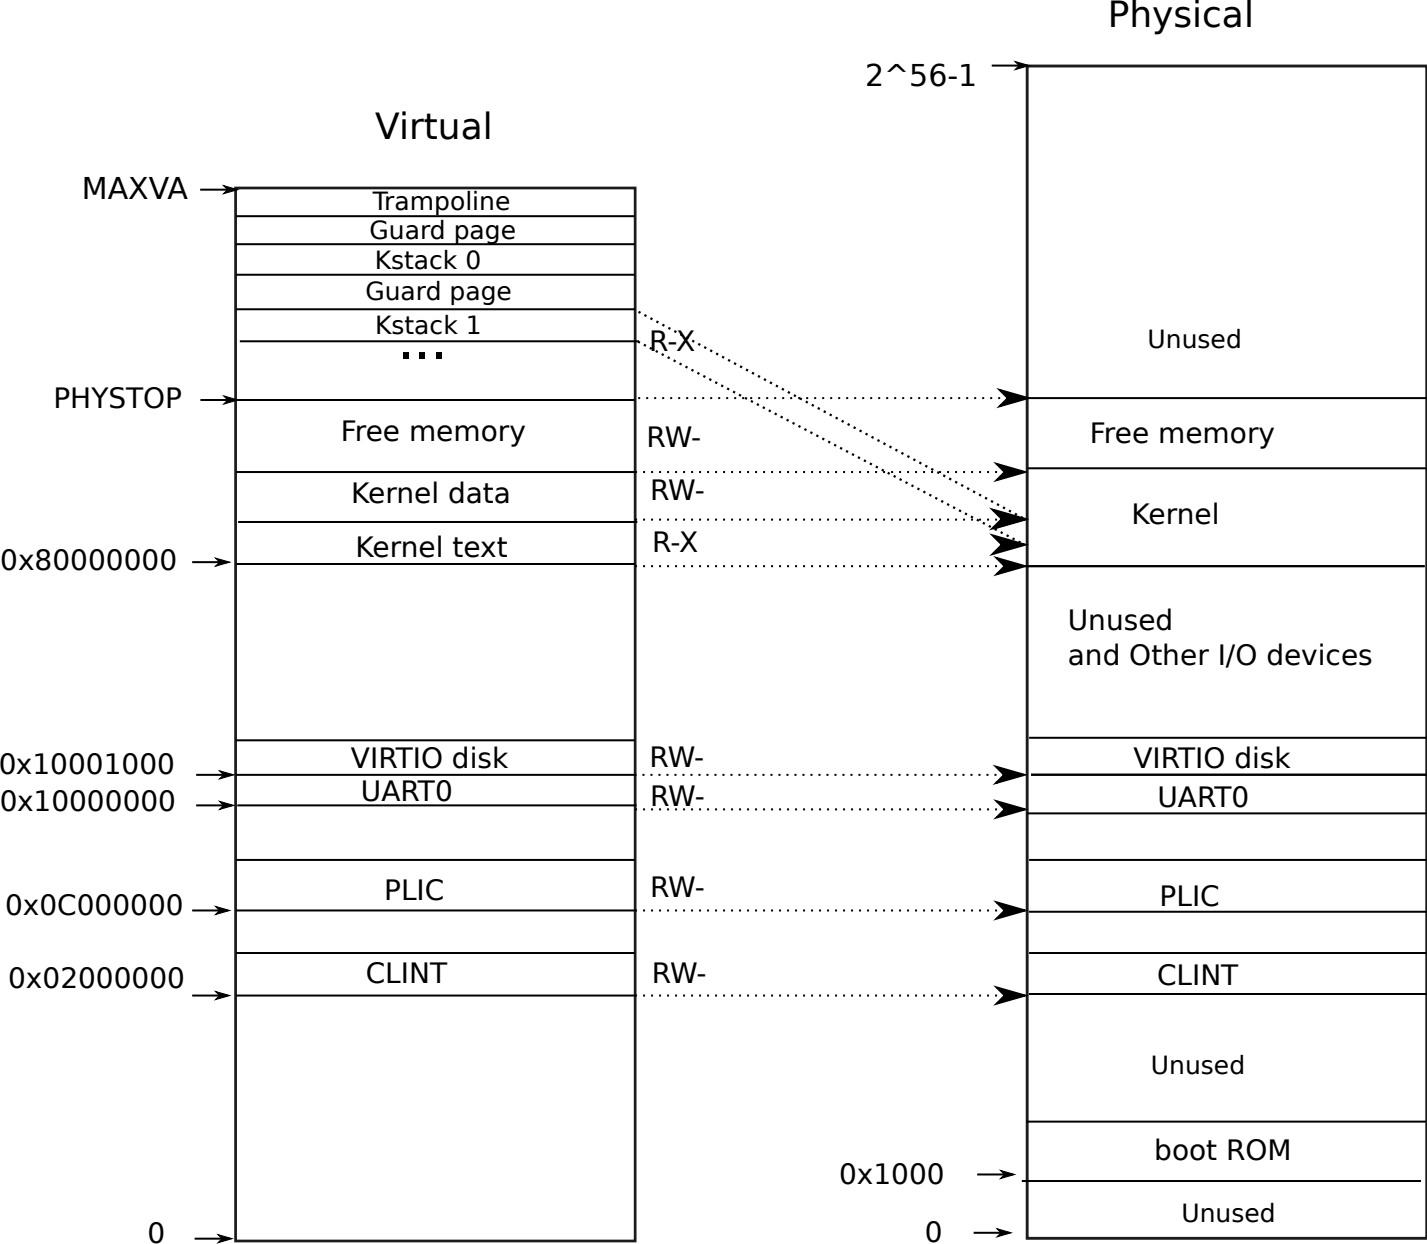 Physical
2^56-1
Virtual
MAXVA
Trampoline
Guard page
Kstack 0
Guard page
Kstack 1
...
R-X
Unused
PHYSTOP
Free memory
RW-
Free memory
Kernel data
RW-
Kernel
0x80000000
Kernel text
R-X
Unused
and Other I/O devices
0x10001000
VIRTIO disk
RW-
VIRTIO disk
0x10000000
UART0
RW-
UART0
0x0C000000
PLIC
RW-
PLIC
0x02000000
CLINT
RW-
CLINT
Unused
boot ROM
0x1000
Unused
0
0